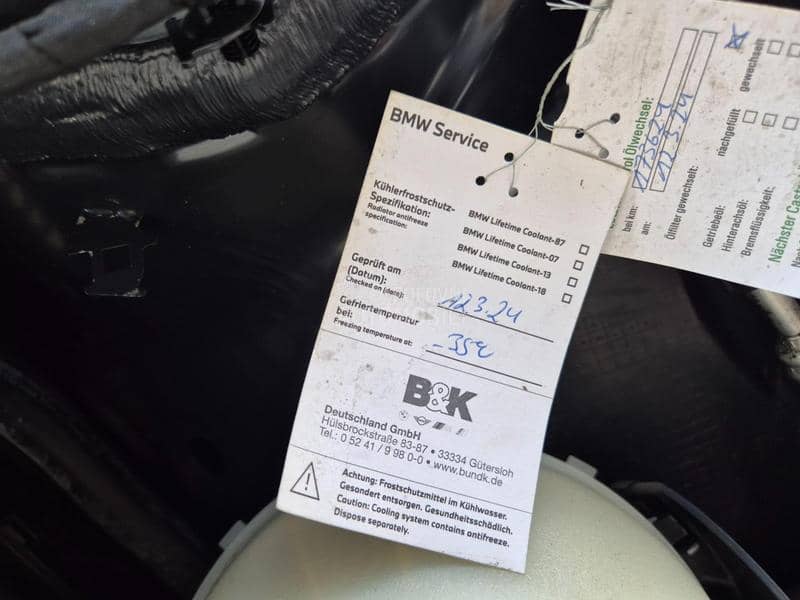 BMW Service
Kühlerfrostschutz-
Spezifikation:
Radiator antifreeze
specification:
BMW Lifetime Coolant-87
BMW Lifetime Coolant-07
BMW Lifetime Coolant-13
BMW Lifetime Coolant-18
Geprüft am
(Datum):
Checked on (date):
12.3.24
Gefriertemperatur
bei:
Freezing temperature at:
-35°C
B&K
Deutschland GmbH
Hülsbrockstraße 83-87 • 33334 Gütersloh
Tel.: 0 52 41 / 9 98 0-0 • www.bundk.de
Achtung: Frostschutzmittel im Kühlwasser.
Gesondert entsorgen. Gesundheitsschädlich.
Caution: Cooling system contains antifreeze.
Dispose separately.
Ölwechsel:
bei km:
am: 12.3.24
Ölfilter gewechselt:
nachgefüllt
gewechselt
Getriebeöl:
Hinterachsöl:
*Bremsflüssigkeit:
Nächster